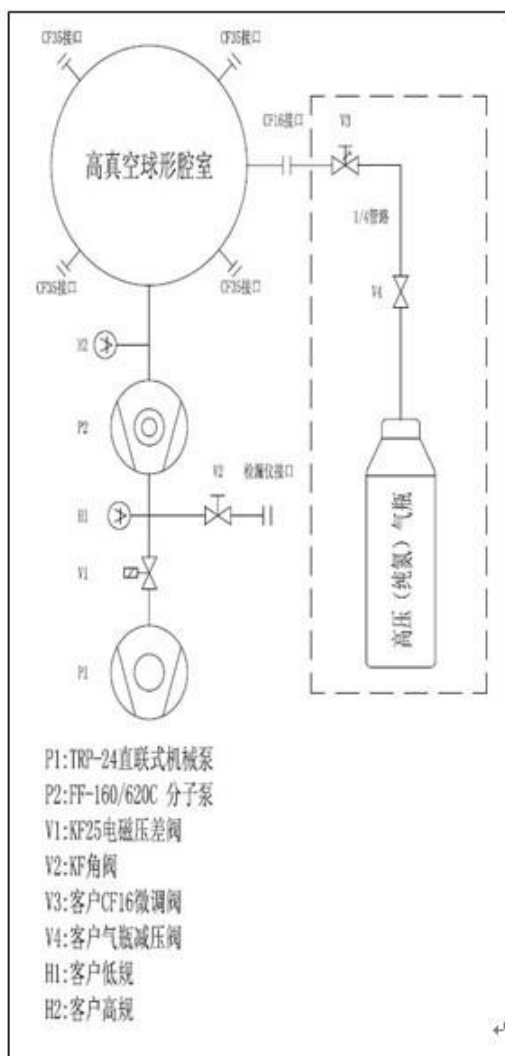 CF35接口
CF35接口
高真空球形腔室
CF16接口
V3
1/4管路
CF35接口
CF35接口
V4
H2
P2
V2
检漏仪接口
H1
V1
高压（纯氮）气瓶
P1
P1:TRP-24直联式机械泵
P2:FF-160/620C 分子泵
V1:KF25电磁压差阀
V2:KF角阀
V3:客户CF16微调阀
V4:客户气瓶减压阀
H1:客户低规
H2:客户高规